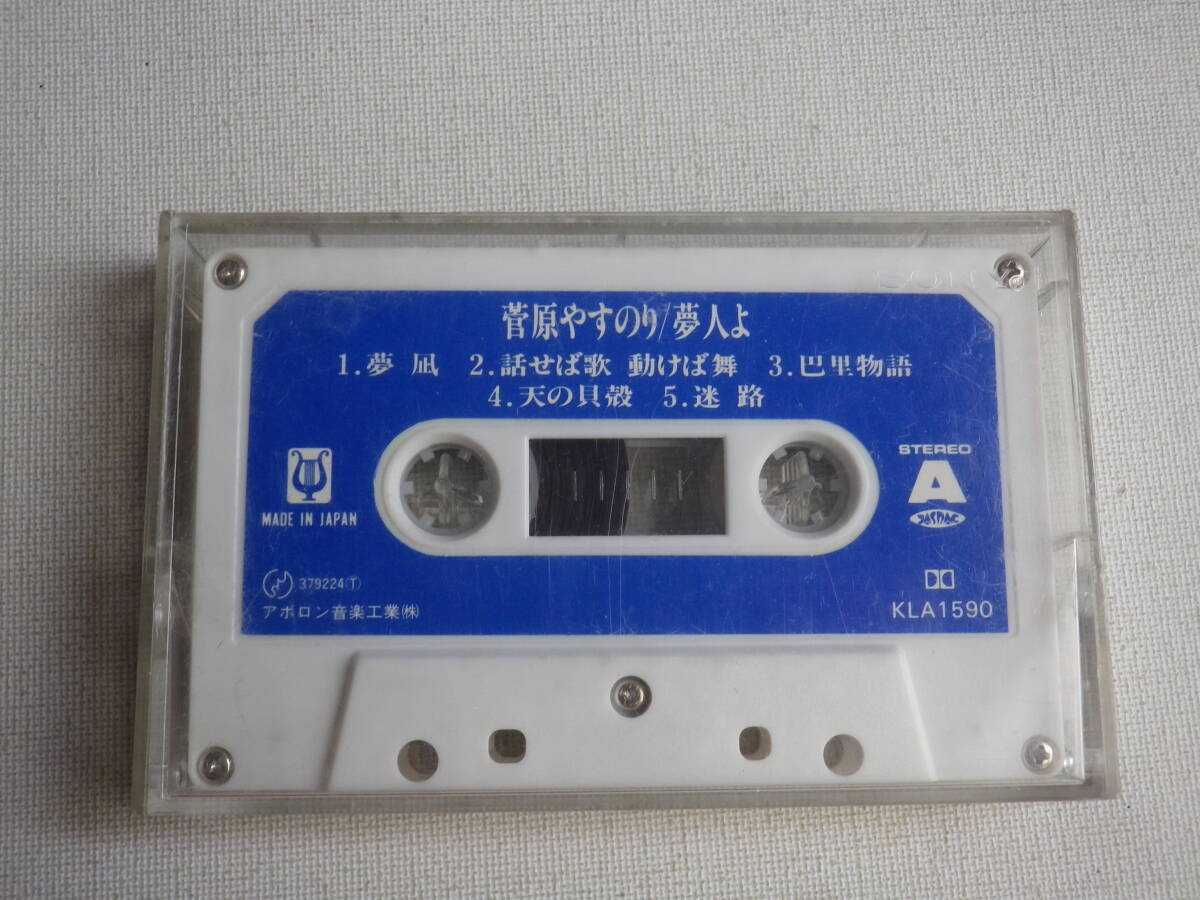 SONY
菅原やすのり/夢人よ
1.夢 凪 2.話せば歌 動けば舞 3.巴里物語
4.天の貝殻 5.迷 路
STEREO
A
JASRAC
MADE IN JAPAN
379224 T
アポロン音楽工業㈱
KLA1590